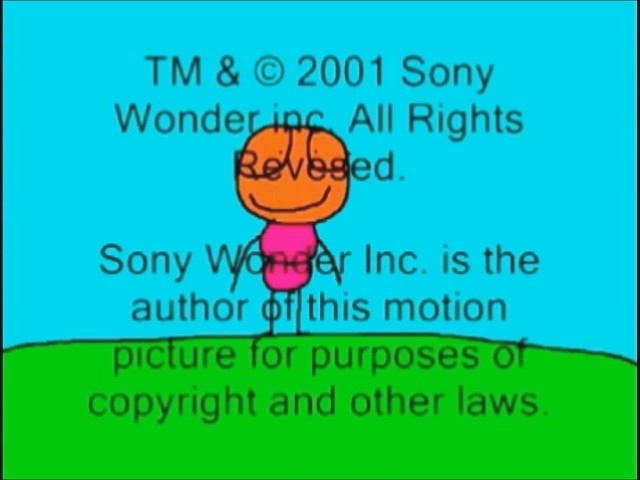 TM & © 2001 Sony
Wonder inc. All Rights
Revesed.
Sony Wonder Inc. is the
author of this motion
picture for purposes of
copyright and other laws.